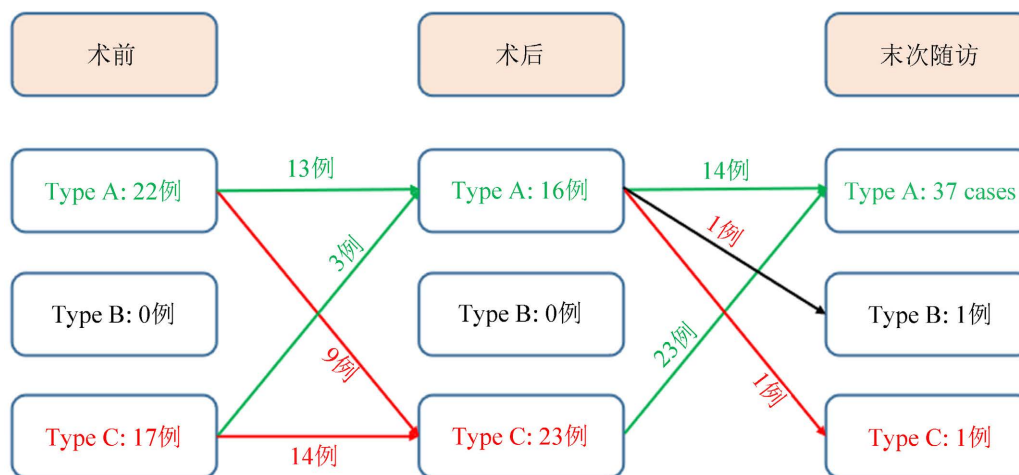 术前
术后
末次随访
Type A: 22例
13例
Type A: 16例
14例
Type A: 37 cases
3例
1例
Type B: 0例
Type B: 0例
Type B: 1例
9例
23例
1例
Type C: 17例
14例
Type C: 23例
Type C: 1例